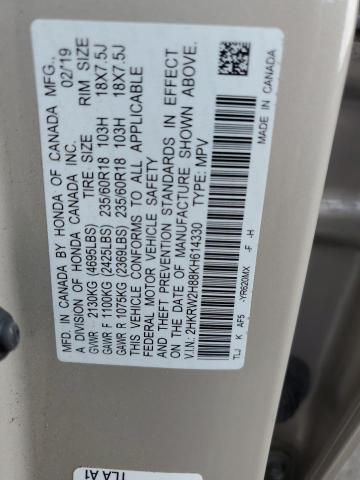 MFD. IN CANADA BY HONDA OF CANADA MFG.,
A DIVISION OF HONDA CANADA INC. 02/19
TIRE SIZE RIM SIZE
GVWR 2130KG (4695LBS)
GAWR F 1100KG (2425LBS) 235/60R18 103H 18X7.5J
GAWR R 1075KG (2369LBS) 235/60R18 103H 18X7.5J
THIS VEHICLE CONFORMS TO ALL APPLICABLE
FEDERAL MOTOR VEHICLE SAFETY
AND THEFT PREVENTION STANDARDS IN EFFECT
ON THE DATE OF MANUFACTURE SHOWN ABOVE.
V.I.N.: 2HKRW2H88KH614330 TYPE: MPV
TLJ K AF5 -YR620MX -F -H
MADE IN CANADA
TLA A1